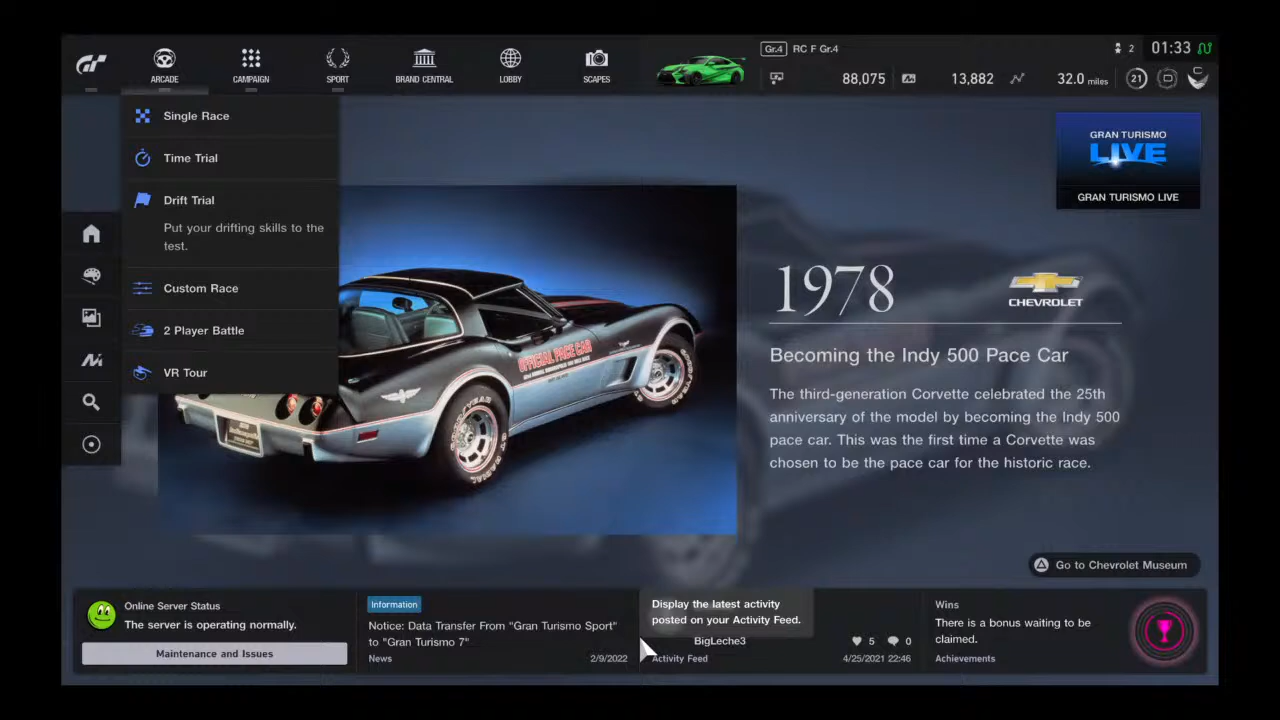 ARCADE
CAMPAIGN
SPORT
BRAND CENTRAL
LOBBY
SCAPES
Gr.4 RC F Gr.4
2 01:33
88,075 13,882 32.0 miles 21
Single Race
Time Trial
Drift Trial
Put your drifting skills to the
test.
Custom Race
2 Player Battle
VR Tour
GRAN TURISMO
LIVE
GRAN TURISMO LIVE
OFFICIAL PACE CAR
1978
CHEVROLET
Becoming the Indy 500 Pace Car
The third-generation Corvette celebrated the 25th
anniversary of the model by becoming the Indy 500
pace car. This was the first time a Corvette was
chosen to be the pace car for the historic race.
Go to Chevrolet Museum
Online Server Status
The server is operating normally.
Maintenance and Issues
Information
Notice: Data Transfer From "Gran Turismo Sport"
to "Gran Turismo 7"
News 2/9/2022
Display the latest activity
posted on your Activity Feed.
BigLeche3
5 0
Activity Feed 4/25/2021 22:46
Wins
There is a bonus waiting to be
claimed.
Achievements